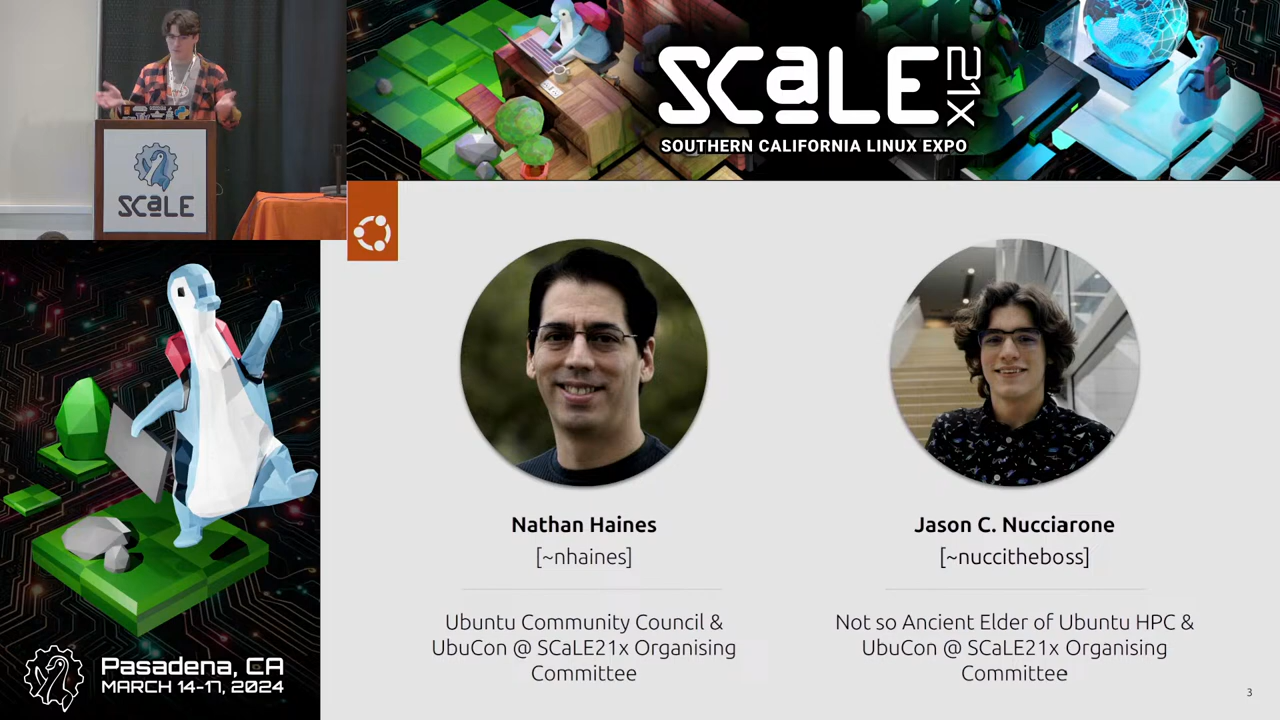 SCaLE 21x
SOUTHERN CALIFORNIA LINUX EXPO
SCaLE
Nathan Haines
[~nhaines]
Ubuntu Community Council &
UbuCon @ SCaLE21x Organising
Committee
Jason C. Nucciarone
[~nuccitheboss]
Not so Ancient Elder of Ubuntu HPC &
UbuCon @ SCaLE21x Organising
Committee
Pasadena, CA
MARCH 14-17, 2024
3